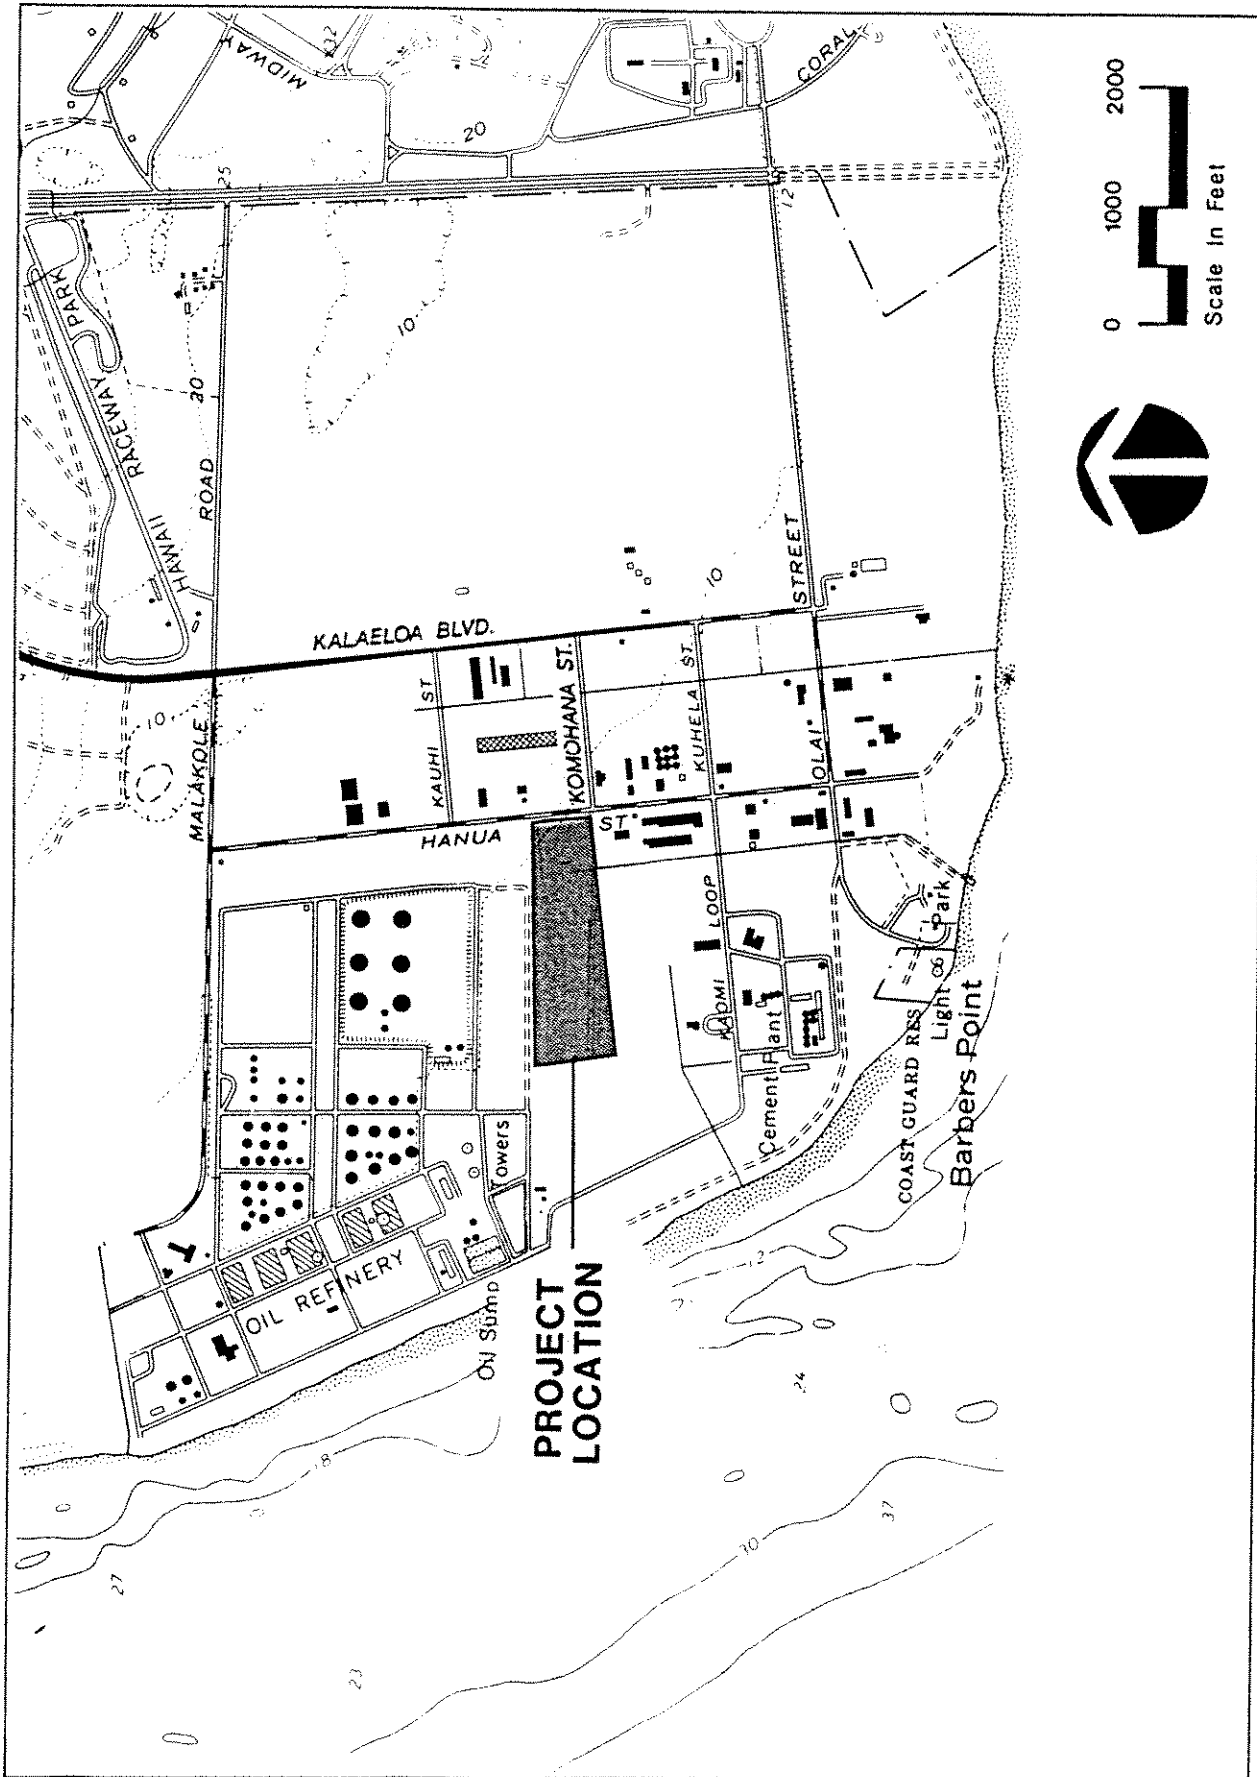 MIDWAY
32
CORAL
20
25
12
PARK
RACEWAY
HAWAII
10
20
ROAD
KALAELOA BLVD.
STREET
10
10
MALAKOLE
KAUHI ST
KOMOHANA ST.
KUHELA ST.
OLAI
HANUA ST
LOOP
KAOMI
Cement Plant
Park
Light
COAST GUARD RES
Barbers Point
Towers
OIL REFINERY
Oil Sump
PROJECT
LOCATION
12
18
24
27
30
37
23
0 1000 2000
Scale In Feet